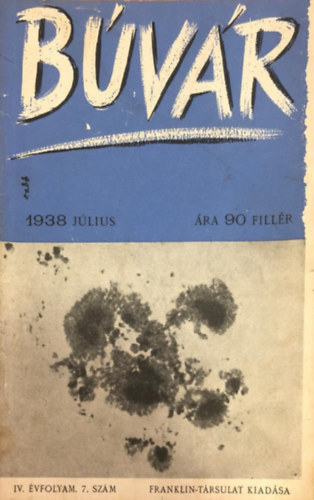 BÚVÁR
1938 JÚLIUS ÁRA 90 FILLÉR
IV. ÉVFOLYAM. 7. SZÁM FRANKLIN-TÁRSULAT KIADÁSA